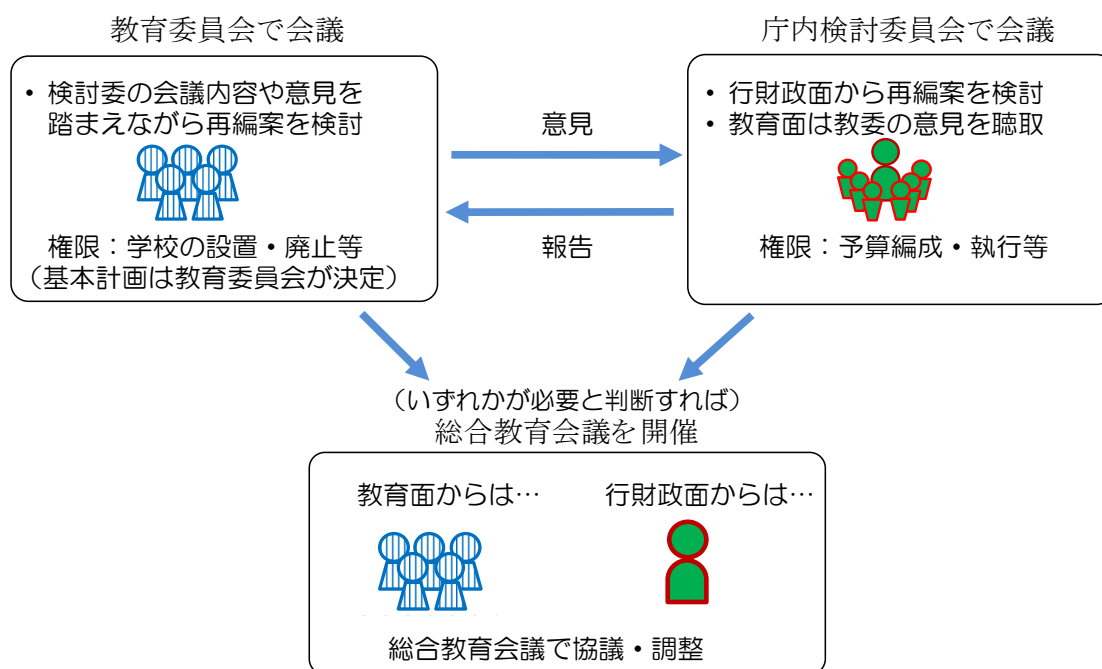 教育委員会で会議
・ 検討委の会議内容や意見を
踏まえながら再編案を検討
権限：学校の設置・廃止等
（基本計画は教育委員会が決定）
意見
報告
庁内検討委員会で会議
・ 行財政面から再編案を検討
・ 教育面は教委の意見を聴取
権限：予算編成・執行等
（いずれかが必要と判断すれば）
総合教育会議を開催
教育面からは…
行財政面からは…
総合教育会議で協議・調整